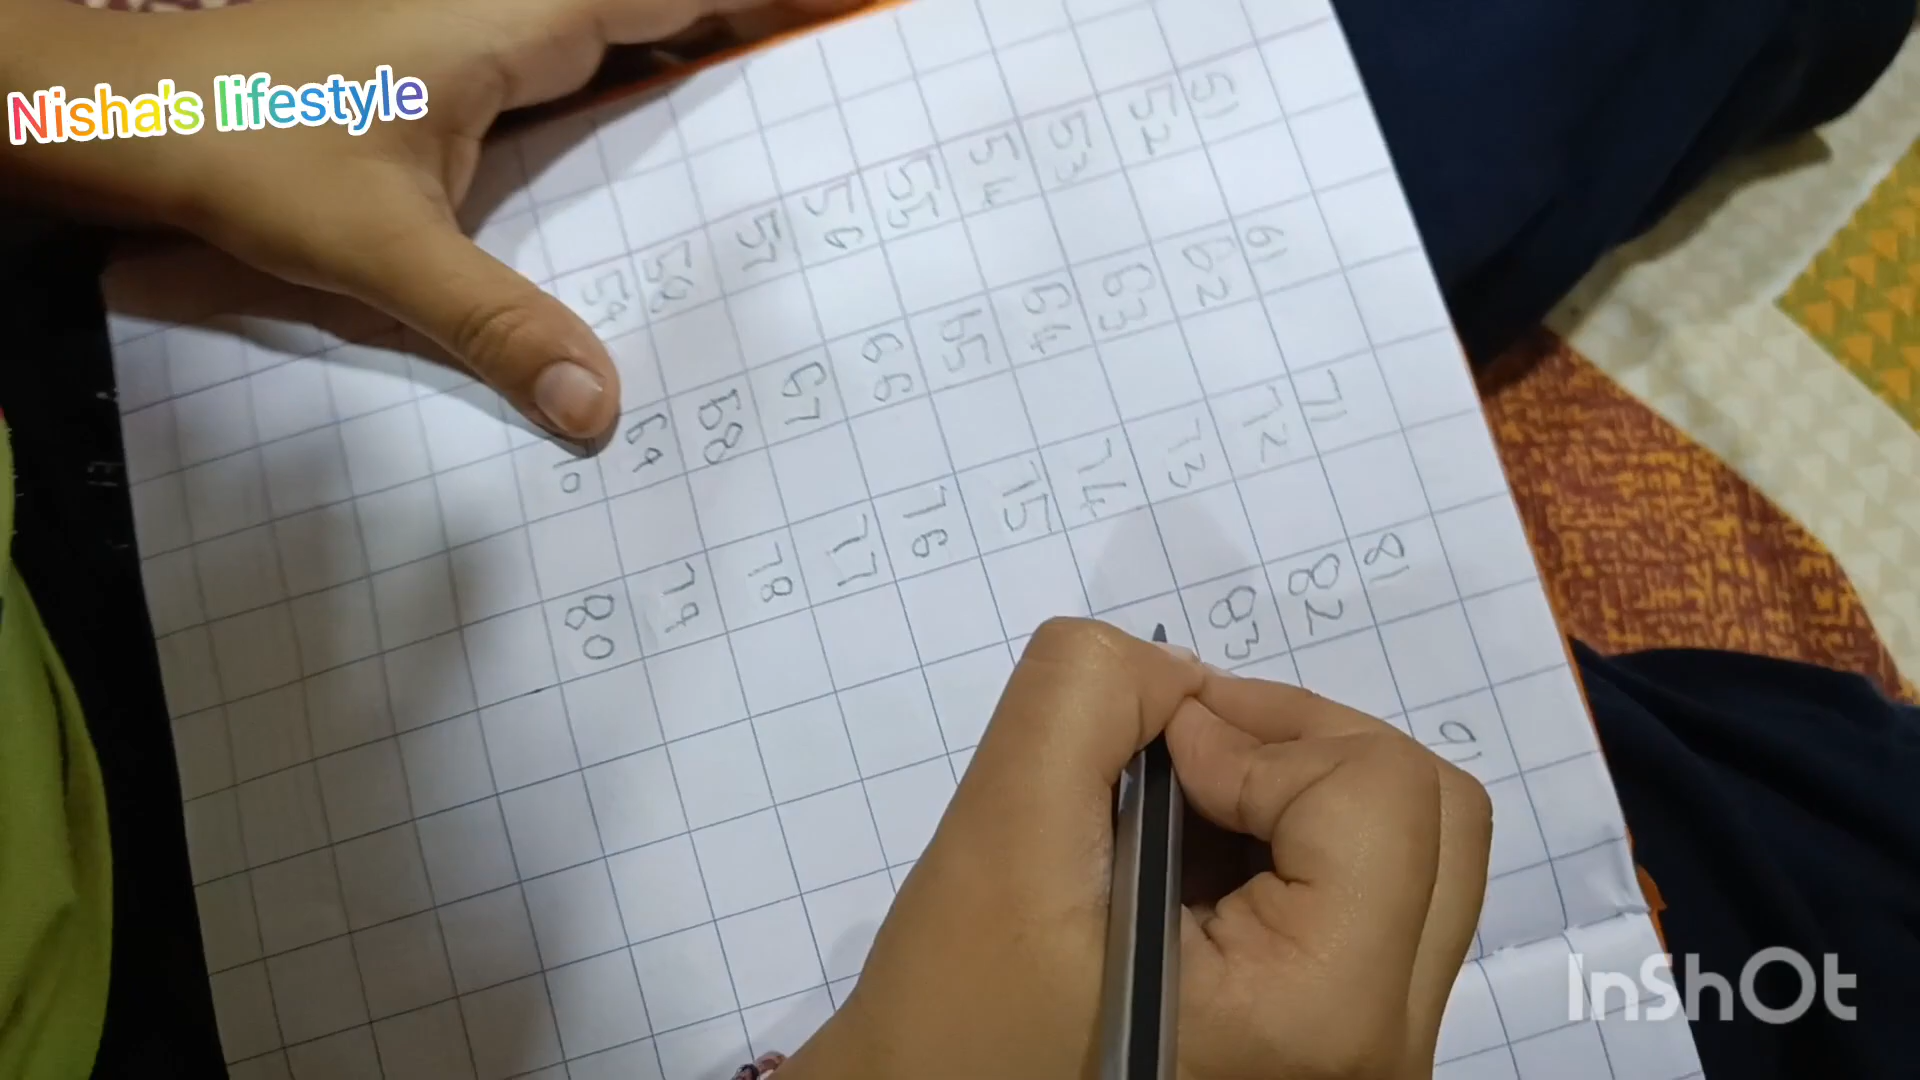 Nisha's lifestyle
51 61 71 81 91
52 62 72 82
53 63 73 83
54 64 74
55 65 75
56 66 76
57 67 77
58 68 78
59 69 79
70 80
InShOt